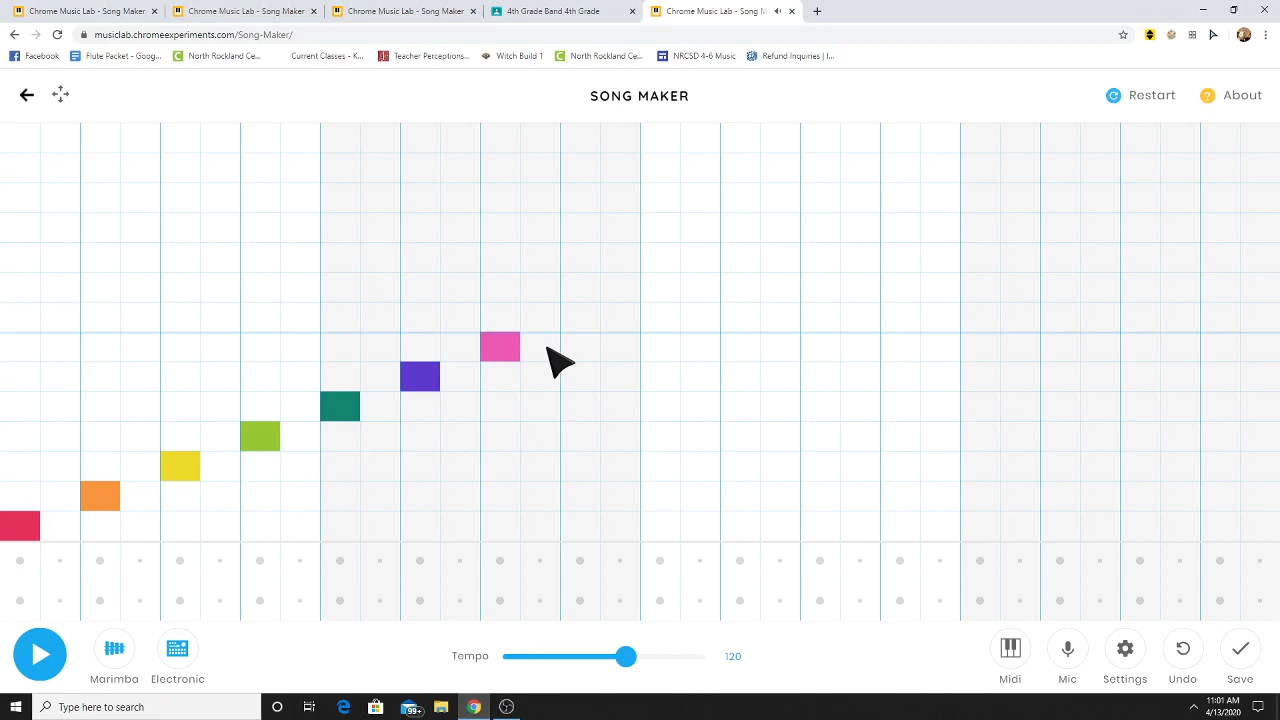 Chrome Music Lab - Song Maker
Chrome Music Lab - Song Maker
Chrome Music Lab - Song Maker
4th Grade Band 4th Grade
Chrome Music Lab - Song M
musiclab.chromeexperiments.com/Song-Maker/
Facebook
Flute Packet - Goog...
North Rockland Ce...
Current Classes - K...
Teacher Perceptions...
Witch Build 1
North Rockland Ce...
NRCSD 4-6 Music
Refund Inquiries | I...
SONG MAKER
Restart
? About
Marimba
Electronic
Tempo
120
Midi
Mic
Settings
Undo
Save
Type here to search
99+
11:01 AM
4/13/2020